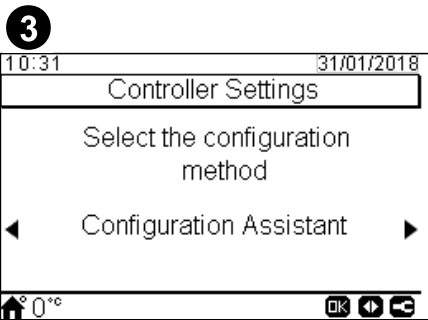 3
10:31 31/01/2018
Controller Settings
Select the configuration
method
Configuration Assistant
0°c OK